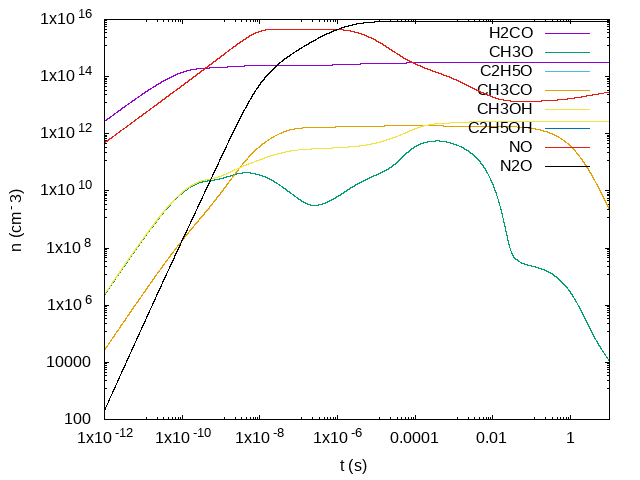 1x10^16
1x10^14
1x10^12
1x10^10
1x10^8
1x10^6
10000
100
n (cm^-3)
H2CO
CH3O
C2H5O
CH3CO
CH3OH
C2H5OH
NO
N2O
1x10^-12 1x10^-10 1x10^-8 1x10^-6 0.0001 0.01 1
t (s)